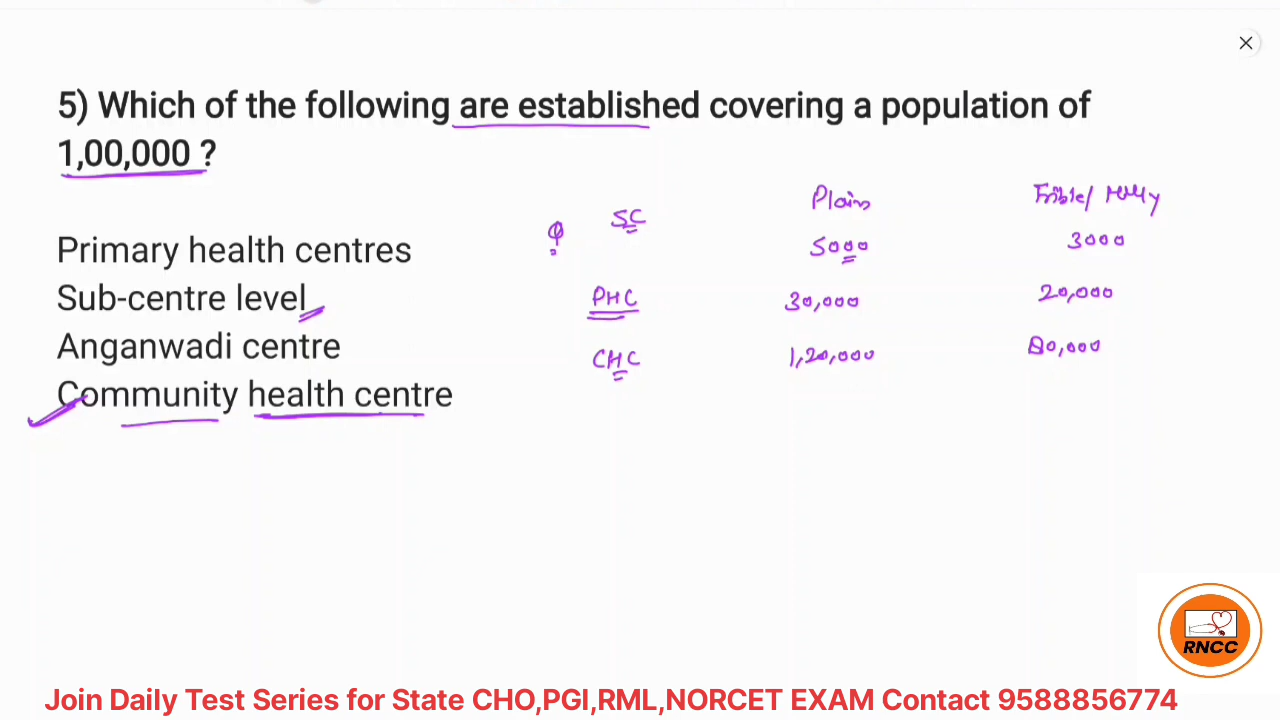 5) Which of the following are established covering a population of
1,00,000 ?
Plain
SC 5000 3000
Primary health centres
PHC 30,000 20,000
Sub-centre level
Anganwadi centre
CHC 1,20,000 80,000
Community health centre
RNCC
Join Daily Test Series for State CHO,PGI,RML,NORCET EXAM Contact 9588856774